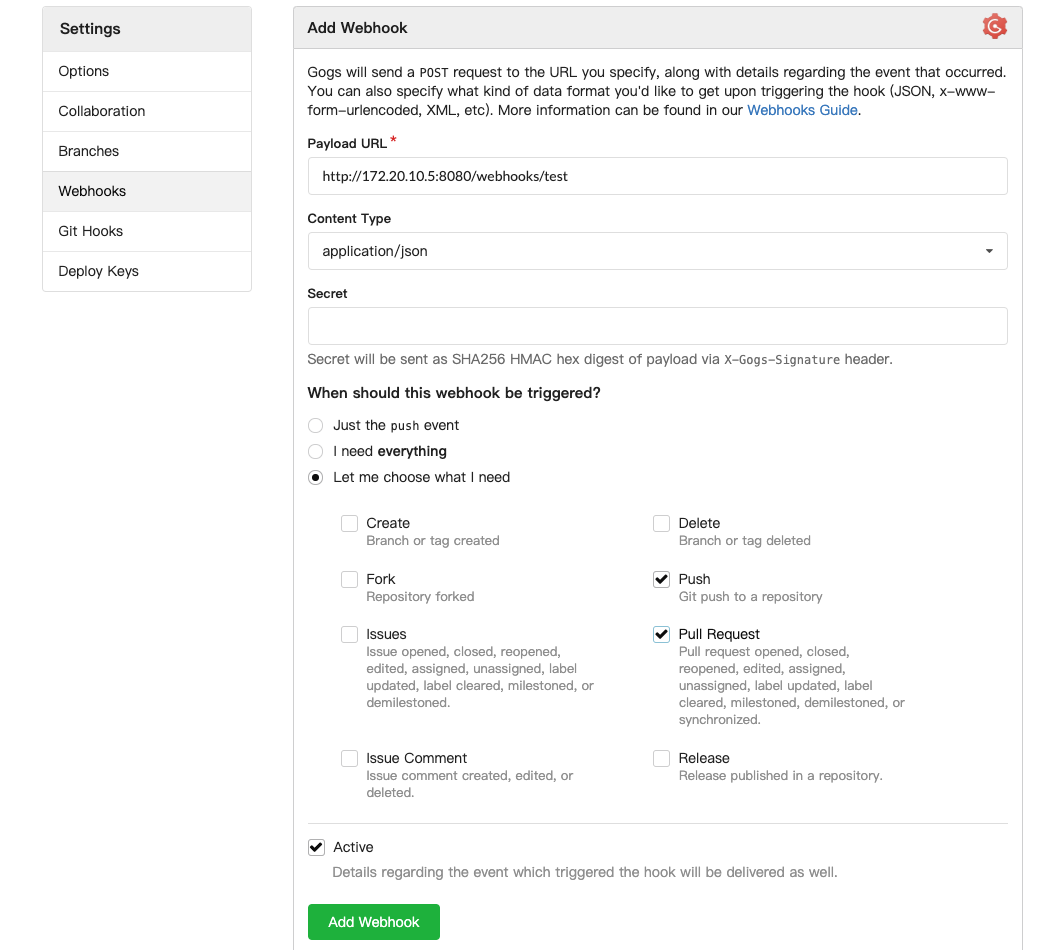 Settings
Options
Collaboration
Branches
Webhooks
Git Hooks
Deploy Keys
Add Webhook
Gogs will send a POST request to the URL you specify, along with details regarding the event that occurred.
You can also specify what kind of data format you'd like to get upon triggering the hook (JSON, x-www-
form-urlencoded, XML, etc). More information can be found in our Webhooks Guide.
Payload URL*
http://172.20.10.5:8080/webhooks/test
Content Type
application/json
Secret
Secret will be sent as SHA256 HMAC hex digest of payload via X-Gogs-Signature header.
When should this webhook be triggered?
Just the push event
I need everything
Let me choose what I need
Create
Branch or tag created
Delete
Branch or tag deleted
Fork
Repository forked
Push
Git push to a repository
Issues
Issue opened, closed, reopened,
edited, assigned, unassigned, label
updated, label cleared, milestoned, or
demilestoned.
Pull Request
Pull request opened, closed,
reopened, edited, assigned,
unassigned, label updated, label
cleared, milestoned, demilestoned, or
synchronized.
Issue Comment
Issue comment created, edited, or
deleted.
Release
Release published in a repository.
Active
Details regarding the event which triggered the hook will be delivered as well.
Add Webhook